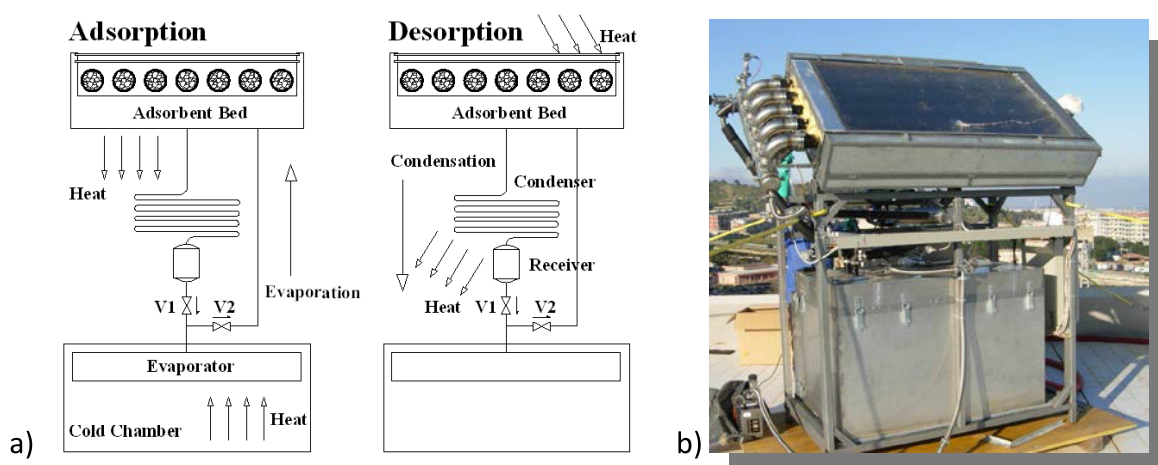 Adsorption
Adsorbent Bed
Heat
Evaporation
V1
V2
Evaporator
Heat
Cold Chamber
a)
Desorption
Heat
Adsorbent Bed
Condensation
Condenser
Receiver
Heat
V1
V2
b)